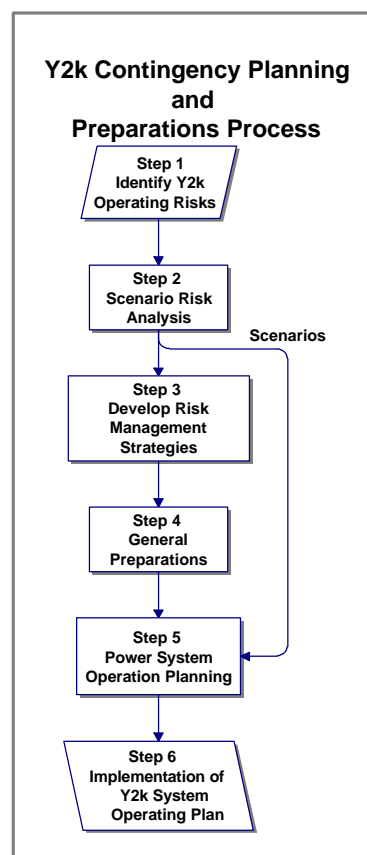 Y2k Contingency Planning
and
Preparations Process
Step 1
Identify Y2k
Operating Risks
Step 2
Scenario Risk
Analysis
Scenarios
Step 3
Develop Risk
Management
Strategies
Step 4
General
Preparations
Step 5
Power System
Operation Planning
Step 6
Implementation of
Y2k System
Operating Plan